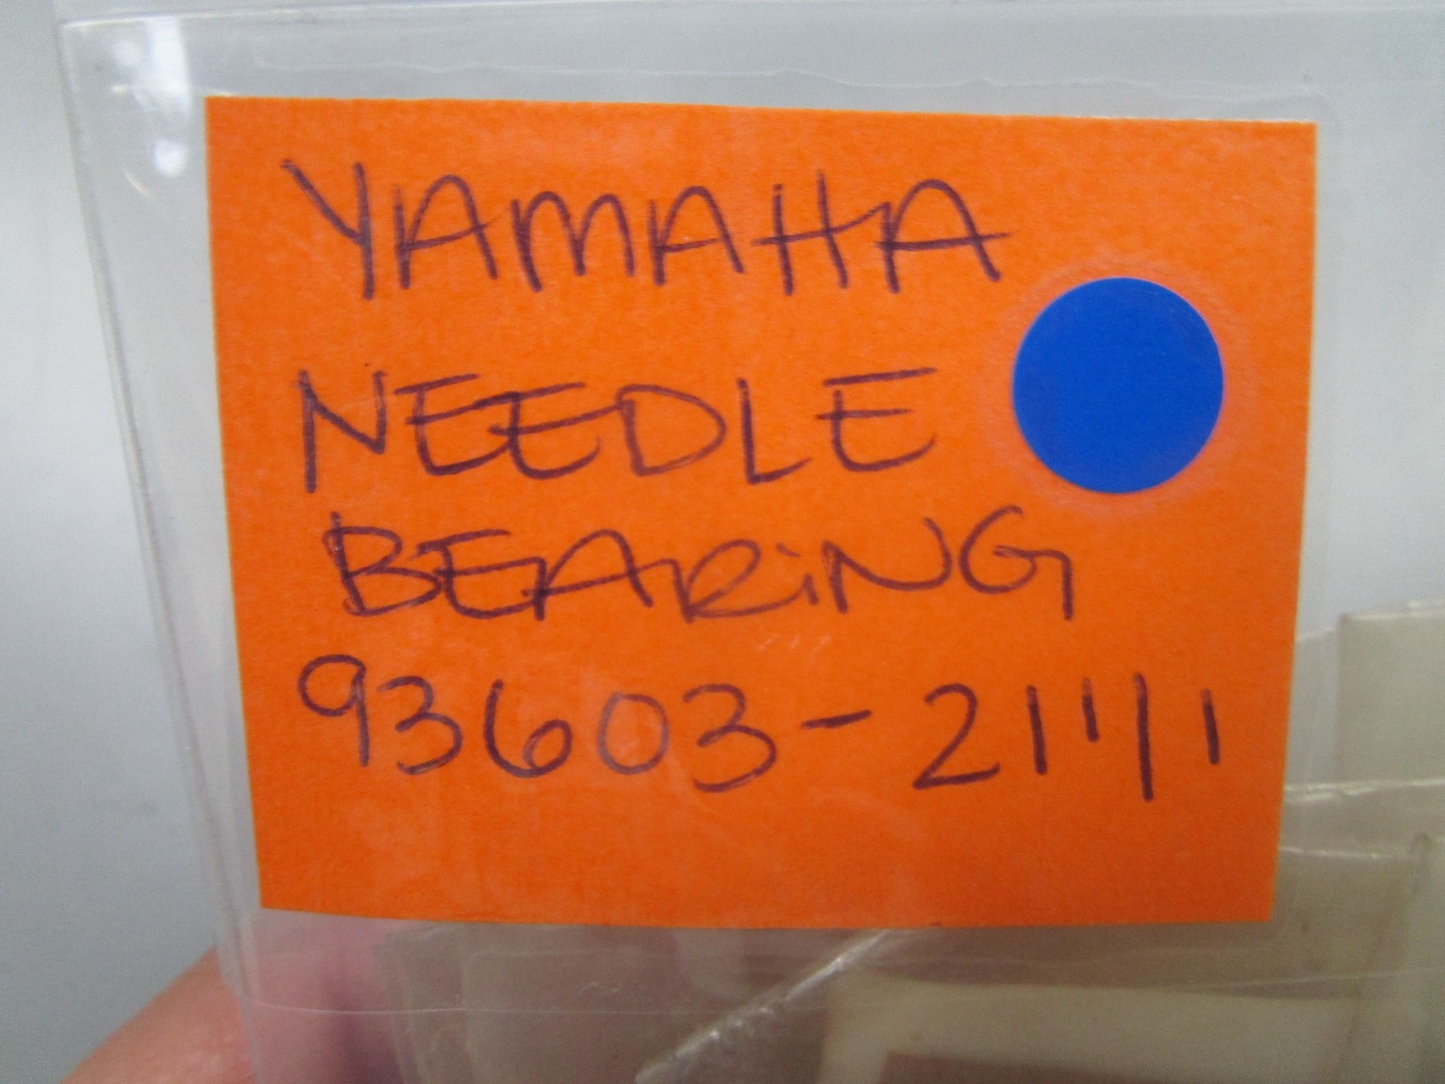 YAMAHA
NEEDLE
BEARiNG
93603-21111